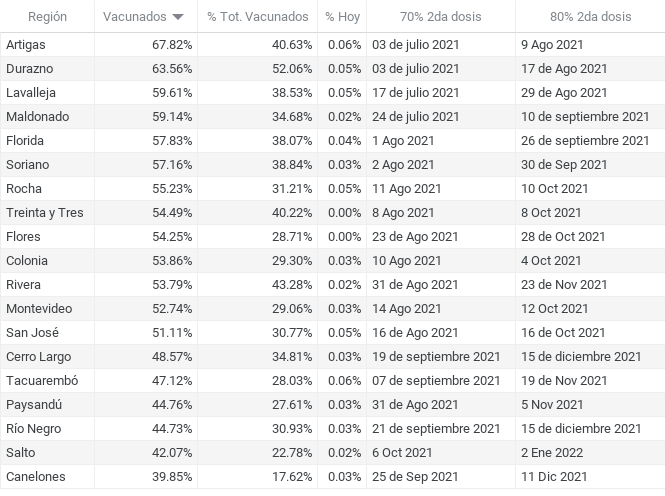 Región Vacunados % Tot. Vacunados % Hoy 70% 2da dosis 80% 2da dosis
Artigas 67.82% 40.63% 0.06% 03 de julio 2021 9 Ago 2021
Durazno 63.56% 52.06% 0.05% 03 de julio 2021 17 de Ago 2021
Lavalleja 59.61% 38.53% 0.05% 17 de julio 2021 29 de Ago 2021
Maldonado 59.14% 34.68% 0.02% 24 de julio 2021 10 de septiembre 2021
Florida 57.83% 38.07% 0.04% 1 Ago 2021 26 de septiembre 2021
Soriano 57.16% 38.84% 0.03% 2 Ago 2021 30 de Sep 2021
Rocha 55.23% 31.21% 0.05% 11 Ago 2021 10 Oct 2021
Treinta y Tres 54.49% 40.22% 0.00% 8 Ago 2021 8 Oct 2021
Flores 54.25% 28.71% 0.00% 23 de Ago 2021 28 de Oct 2021
Colonia 53.86% 29.30% 0.03% 10 Ago 2021 4 Oct 2021
Rivera 53.79% 43.28% 0.02% 31 de Ago 2021 23 de Nov 2021
Montevideo 52.74% 29.06% 0.03% 14 Ago 2021 12 Oct 2021
San José 51.11% 30.77% 0.05% 16 de Ago 2021 16 de Oct 2021
Cerro Largo 48.57% 34.81% 0.03% 19 de septiembre 2021 15 de diciembre 2021
Tacuarembó 47.12% 28.03% 0.06% 07 de septiembre 2021 19 de Nov 2021
Paysandú 44.76% 27.61% 0.03% 31 de Ago 2021 5 Nov 2021
Río Negro 44.73% 30.93% 0.03% 21 de septiembre 2021 15 de diciembre 2021
Salto 42.07% 22.78% 0.02% 6 Oct 2021 2 Ene 2022
Canelones 39.85% 17.62% 0.03% 25 de Sep 2021 11 Dic 2021